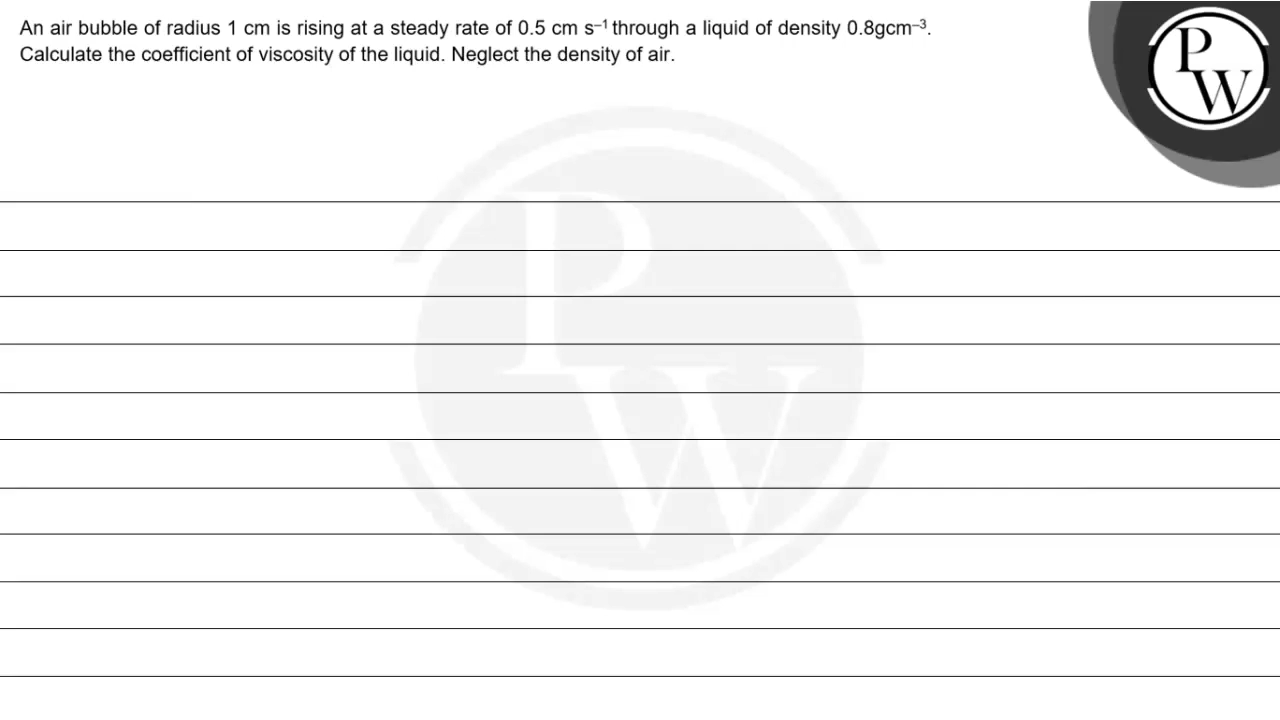 An air bubble of radius 1 cm is rising at a steady rate of 0.5 cm s⁻¹ through a liquid of density 0.8gcm⁻³.
Calculate the coefficient of viscosity of the liquid. Neglect the density of air.
P
W
P
W